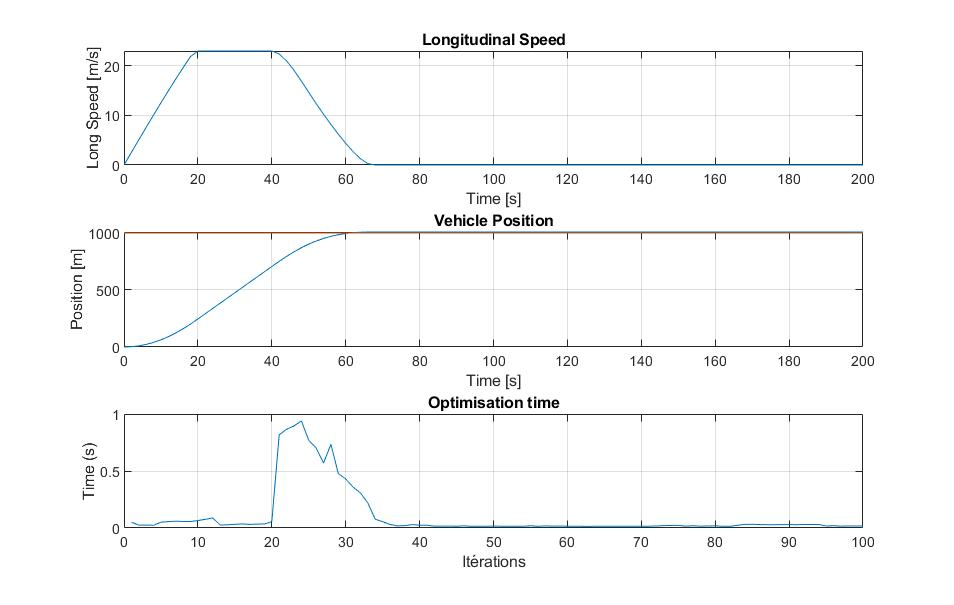 Longitudinal Speed
Long Speed [m/s]
20
10
0
0 20 40 60 80 100 120 140 160 180 200
Time [s]
Vehicle Position
Position [m]
1000
500
0
0 20 40 60 80 100 120 140 160 180 200
Time [s]
Optimisation time
Time (s)
1
0.5
0
0 10 20 30 40 50 60 70 80 90 100
Itérations